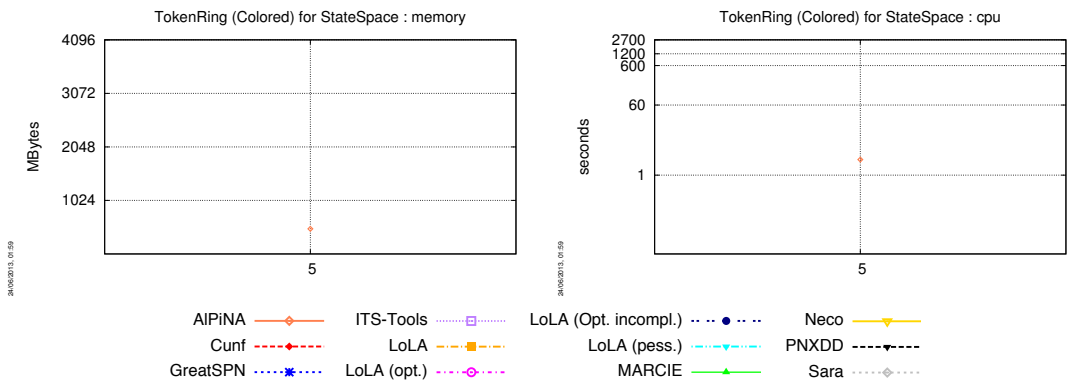 TokenRing (Colored) for StateSpace : memory
4096
3072
2048
1024
MBytes
5
24/06/2013, 01:59
TokenRing (Colored) for StateSpace : cpu
2700
1200
600
60
1
seconds
5
24/06/2013, 01:59
AlPiNA
Cunf
GreatSPN
ITS-Tools
LoLA
LoLA (opt.)
LoLA (Opt. incompl.)
LoLA (pess.)
MARCIE
Neco
PNXDD
Sara